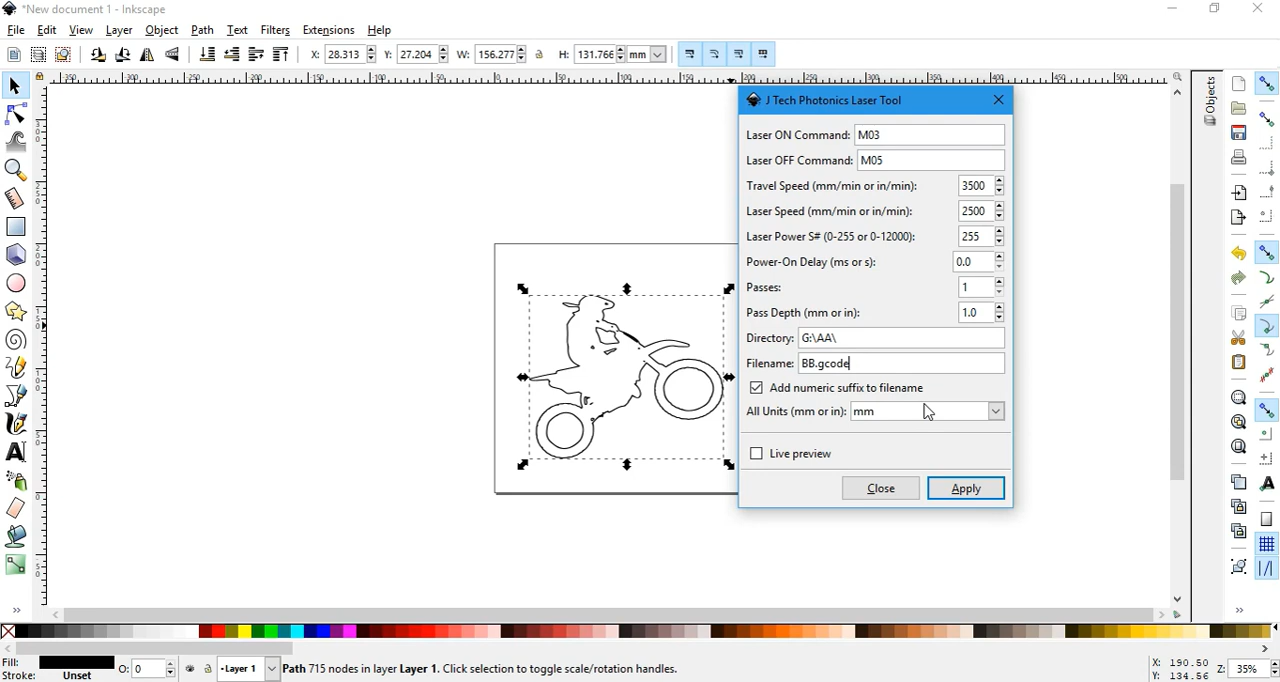 *New document 1 - Inkscape
File Edit View Layer Object Path Text Filters Extensions Help
X: 28.313 Y: 27.204 W: 156.277 H: 131.766 mm
J Tech Photonics Laser Tool
Laser ON Command: M03
Laser OFF Command: M05
Travel Speed (mm/min or in/min): 3500
Laser Speed (mm/min or in/min): 2500
Laser Power S# (0-255 or 0-12000): 255
Power-On Delay (ms or s): 0.0
Passes: 1
Pass Depth (mm or in): 1.0
Directory: G:\AA\
Filename: BB.gcode
Add numeric suffix to filename
All Units (mm or in): mm
Live preview
Close Apply
Objects
Fill:
Stroke: Unset
O: 0
Layer 1
Path 715 nodes in layer Layer 1. Click selection to toggle scale/rotation handles.
X: 190.50
Y: 134.56
Z: 35%